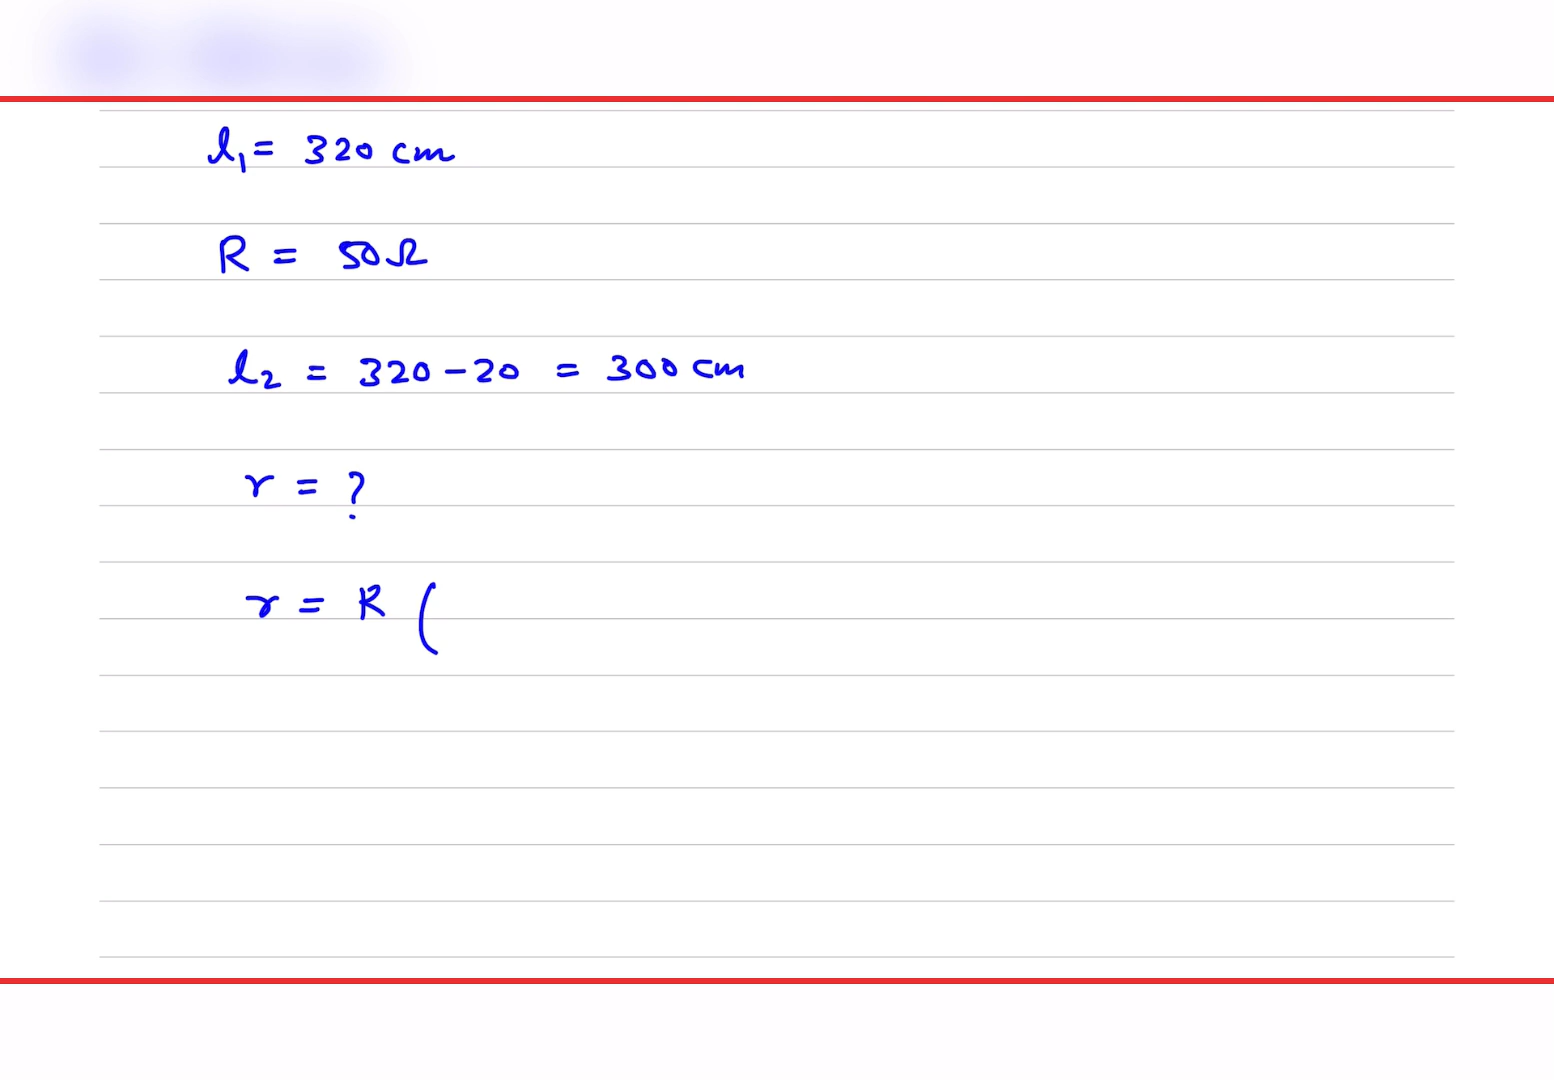 l₁ = 320 cm
R = 50Ω
l₂ = 320 - 20 = 300 cm
r = ?
r = R (